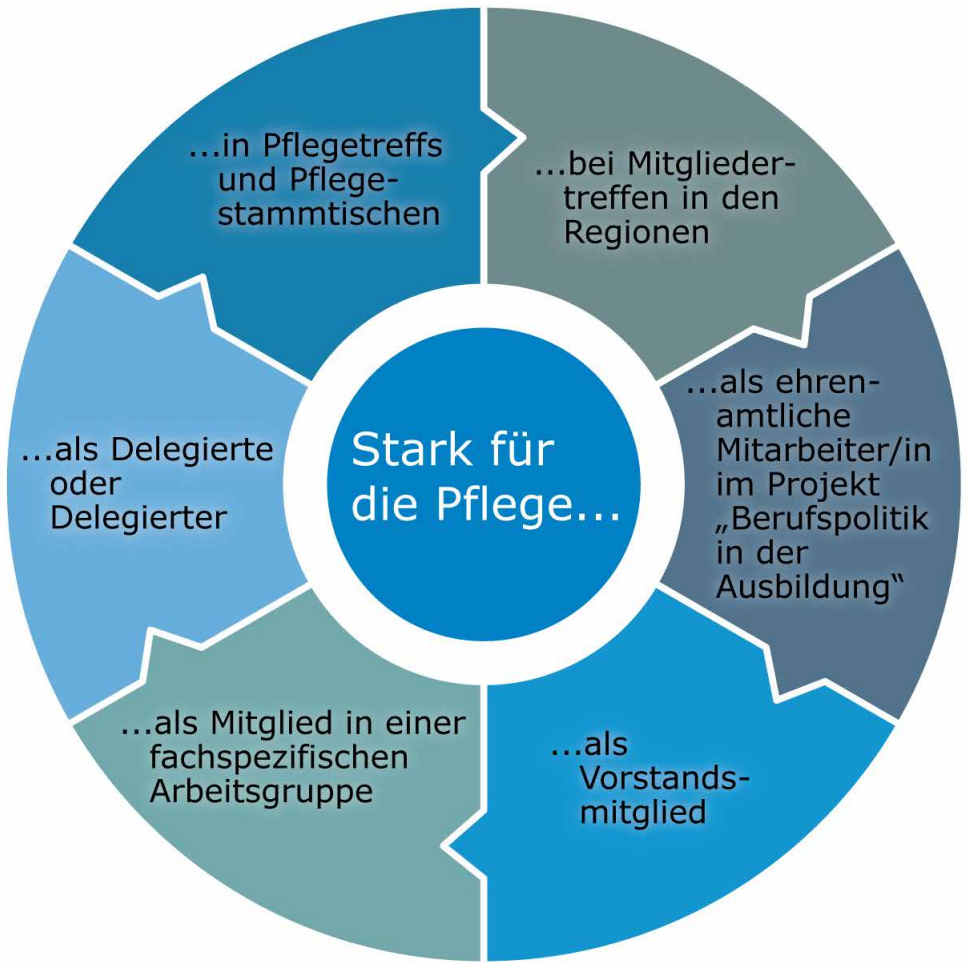 Stark für
die Pflege...
...in Pflegetreffs
und Pflege-
stammtischen
...bei Mitglieder-
treffen in den
Regionen
...als ehren-
amtliche
Mitarbeiter/in
im Projekt
„Berufspolitik
in der
Ausbildung“
...als
Vorstands-
mitglied
...als Mitglied in einer
fachspezifischen
Arbeitsgruppe
...als Delegierte
oder
Delegierter